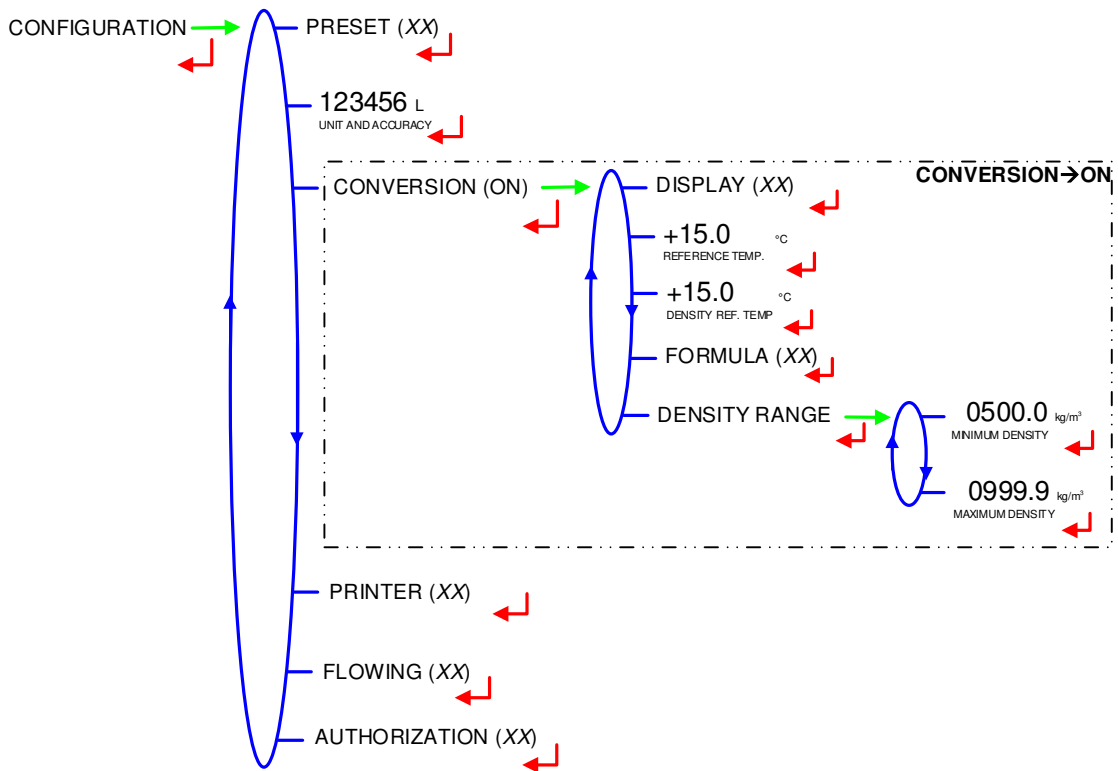 CONFIGURATION
PRESET (XX)
123456 L
UNIT AND ACCURACY
CONVERSION (ON)
CONVERSION→ON
DISPLAY (XX)
+15.0 °C
REFERENCE TEMP.
+15.0 °C
DENSITY REF. TEMP
FORMULA (XX)
DENSITY RANGE
0500.0 kg/m³
MINIMUM DENSITY
0999.9 kg/m³
MAXIMUM DENSITY
PRINTER (XX)
FLOWING (XX)
AUTHORIZATION (XX)